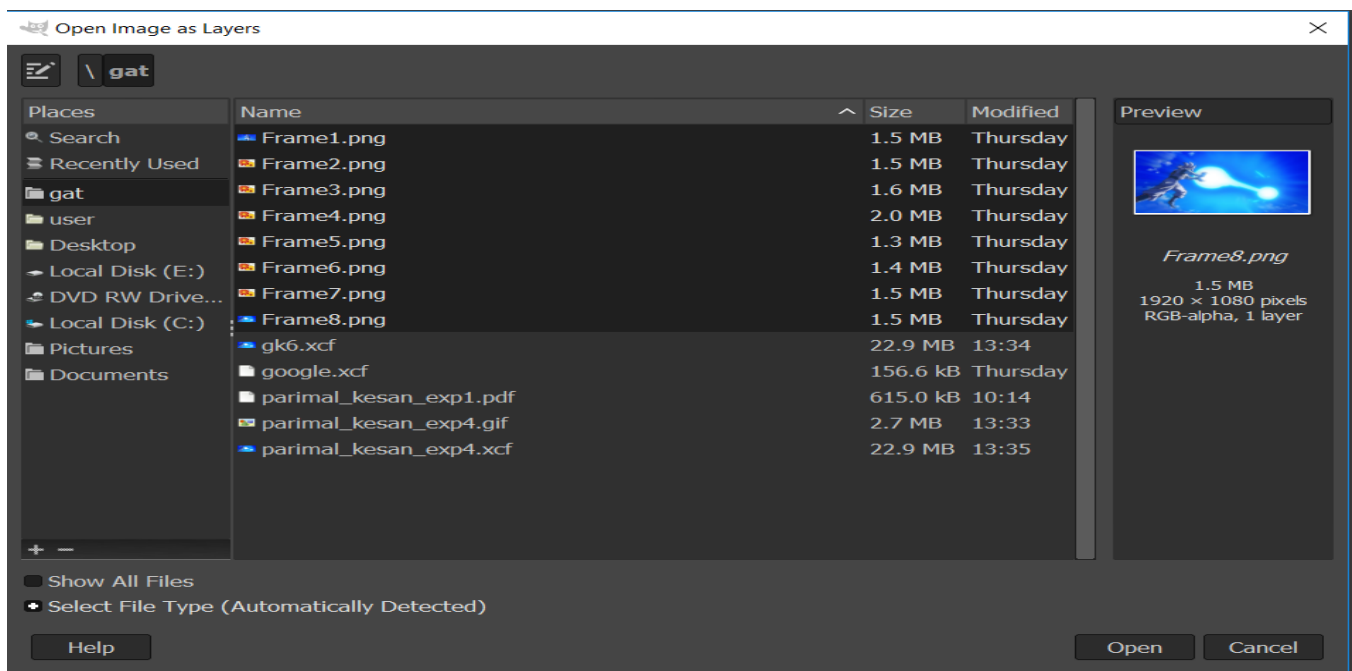 Open Image as Layers
\ gat
Places Name Size Modified Preview
Search Frame1.png 1.5 MB Thursday
Recently Used Frame2.png 1.5 MB Thursday
gat Frame3.png 1.6 MB Thursday
user Frame4.png 2.0 MB Thursday
Desktop Frame5.png 1.3 MB Thursday
Local Disk (E:) Frame6.png 1.4 MB Thursday
DVD RW Drive... Frame7.png 1.5 MB Thursday
Local Disk (C:) Frame8.png 1.5 MB Thursday
Pictures gk6.xcf 22.9 MB 13:34
Documents google.xcf 156.6 kB Thursday
parimal_kesan_exp1.pdf 615.0 kB 10:14
parimal_kesan_exp4.gif 2.7 MB 13:33
parimal_kesan_exp4.xcf 22.9 MB 13:35
Frame8.png
1.5 MB
1920 × 1080 pixels
RGB-alpha, 1 layer
Show All Files
Select File Type (Automatically Detected)
Help Open Cancel